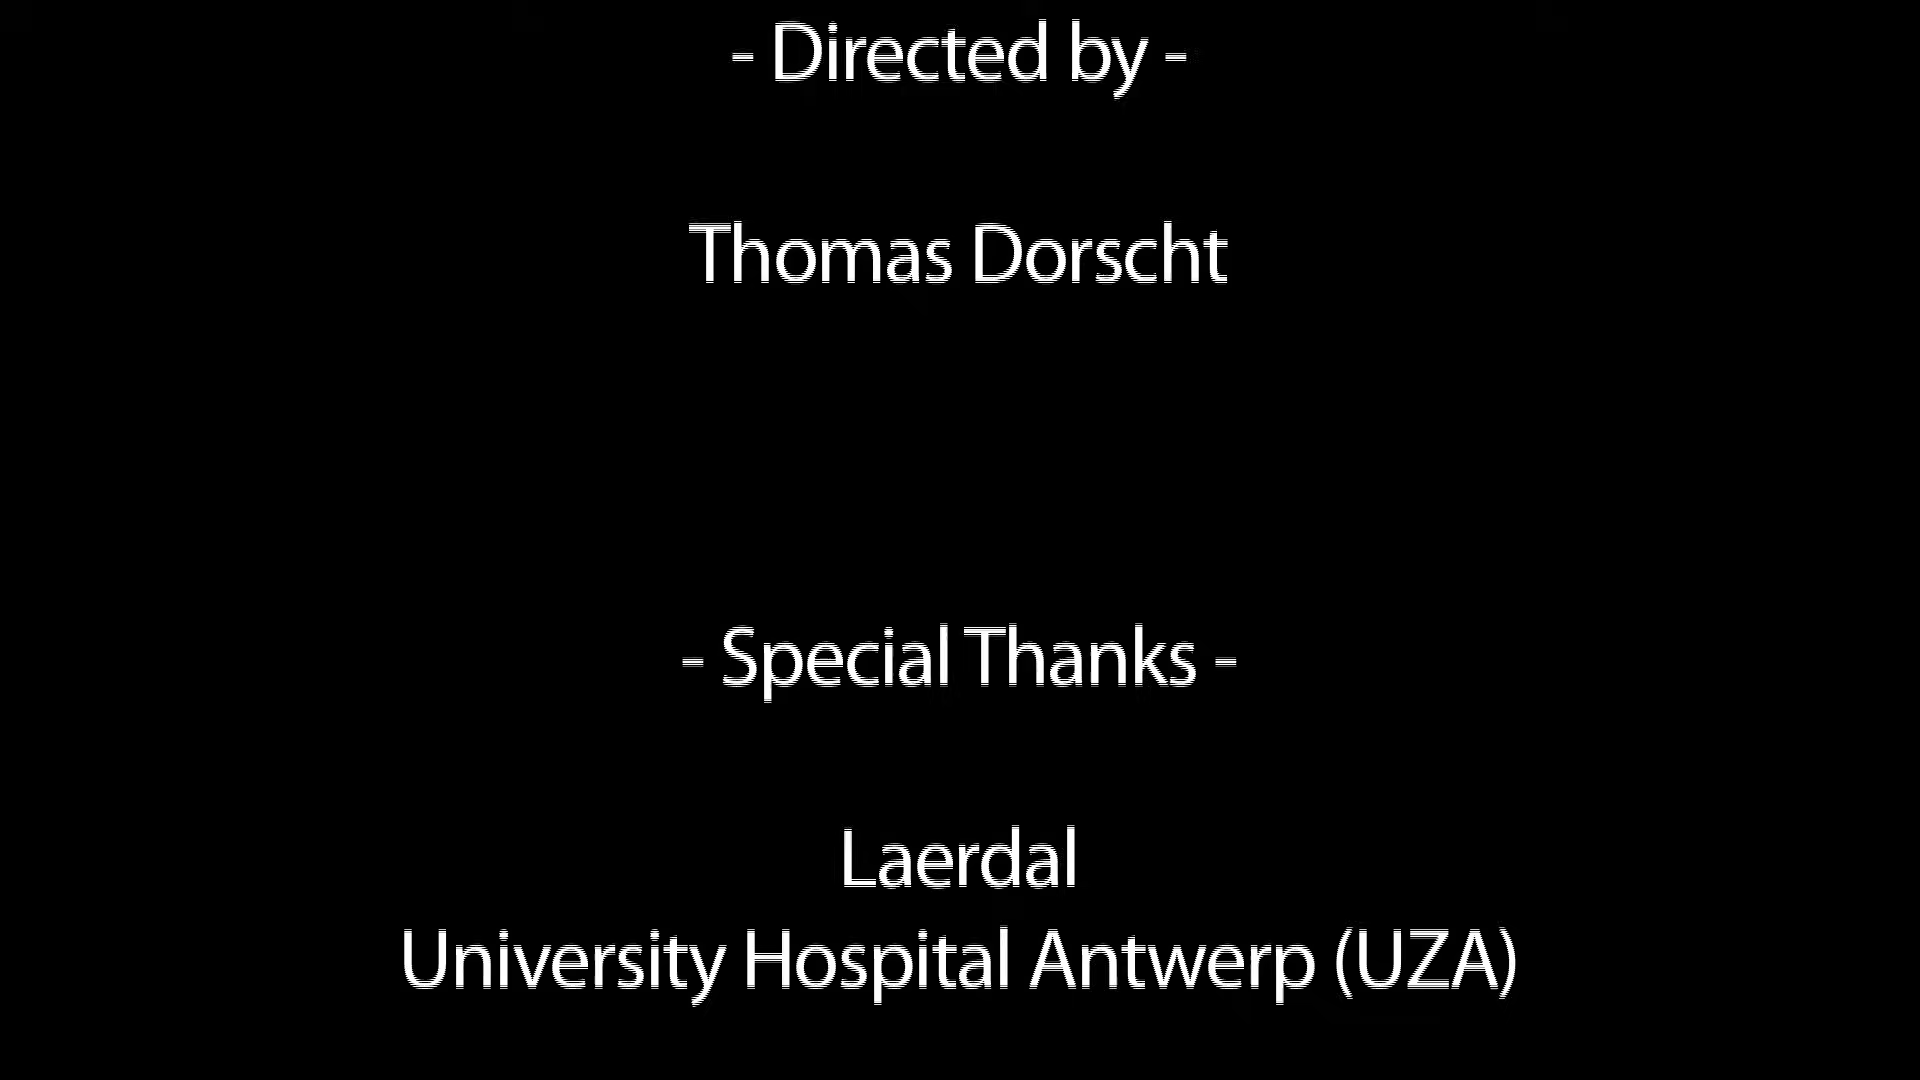 - Directed by -
Thomas Dorscht
- Special Thanks -
Laerdal
University Hospital Antwerp (UZA)